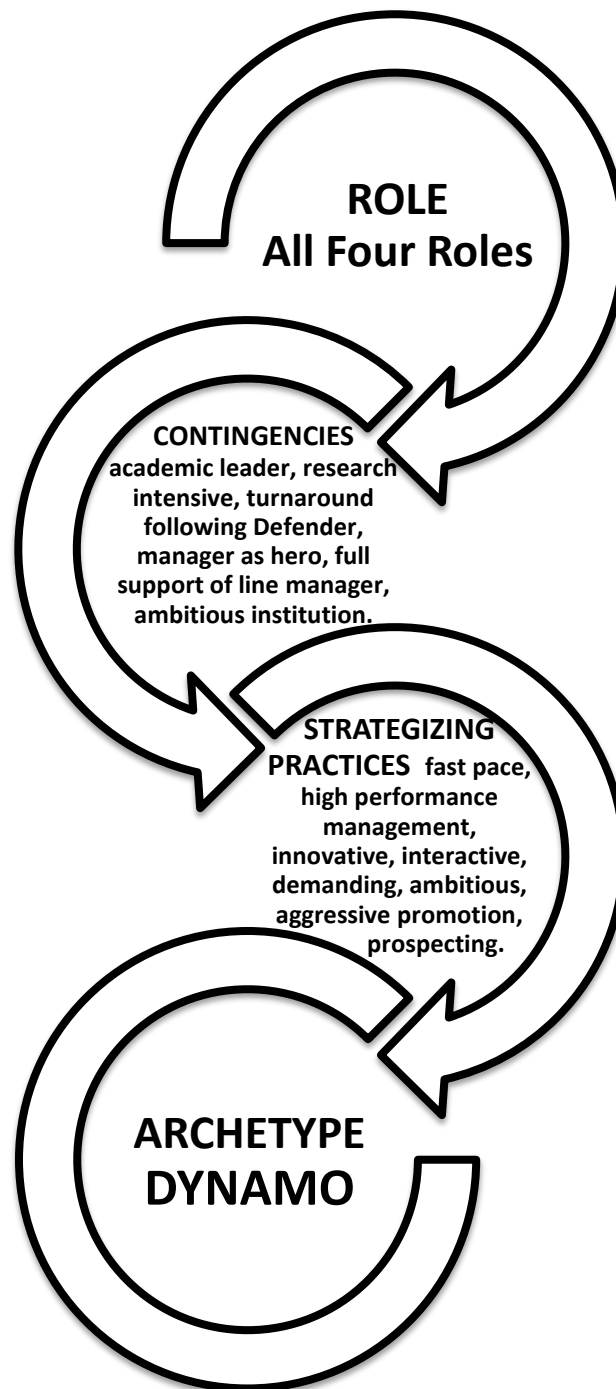 ROLE
All Four Roles
CONTINGENCIES
academic leader, research
intensive, turnaround
following Defender,
manager as hero, full
support of line manager,
ambitious institution.
STRATEGIZING
PRACTICES fast pace,
high performance
management,
innovative, interactive,
demanding, ambitious,
aggressive promotion,
prospecting.
ARCHETYPE
DYNAMO